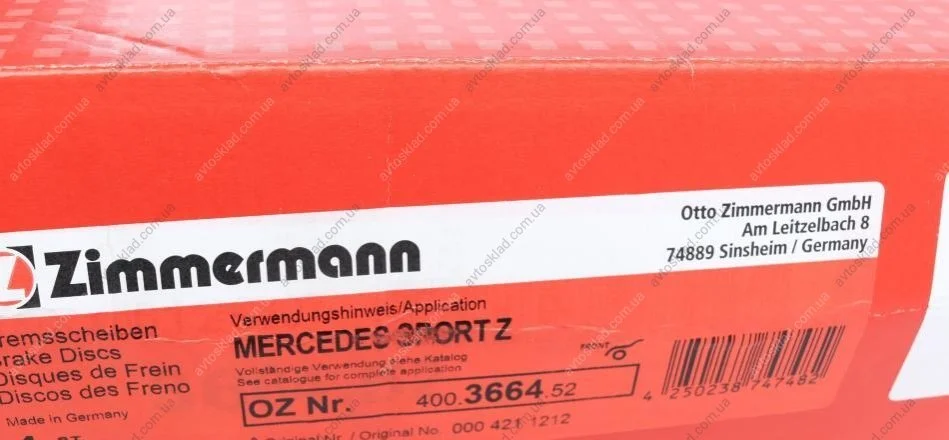 Zimmermann
Otto Zimmermann GmbH
Am Leitzelbach 8
74889 Sinsheim / Germany
remsscheiben
rake Discs
Disques de Frein
Discos des Freno
Made in Germany
Verwendungshinweis/Application
MERCEDES SPORT Z
Vollständige Verwendung siehe Katalog
See catalogue for complete application
FRONT
OZ Nr. 400.3664.52
Original Nr. / Original No. 000 421 1212
4 250238 747482
avtosklad.com.ua